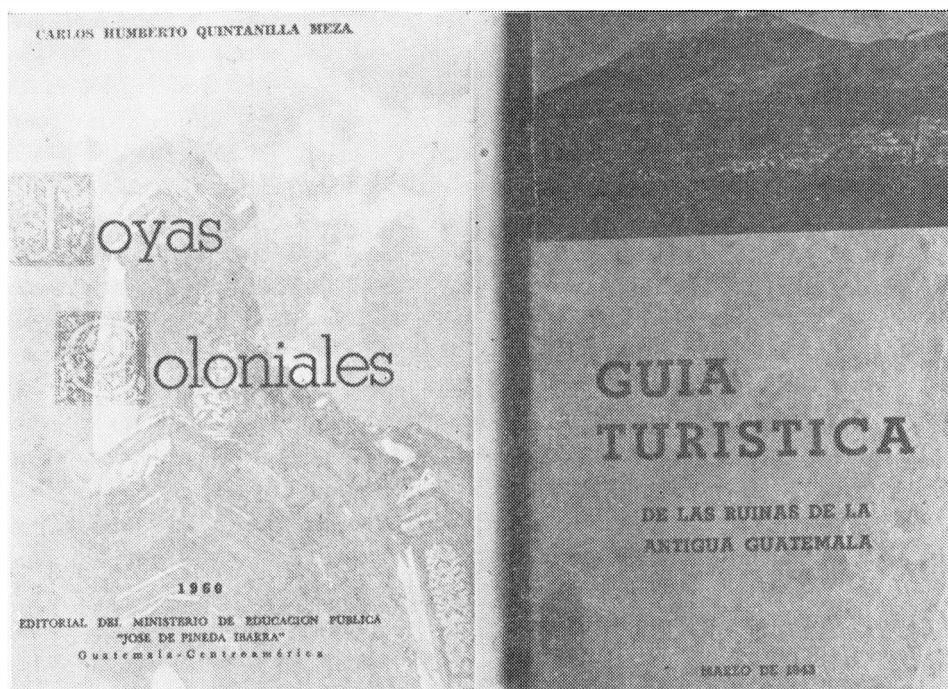 CARLOS HUMBERTO QUINTANILLA MEZA
Joyas
Coloniales
1960
EDITORIAL DEL MINISTERIO DE EDUCACION PUBLICA
"JOSE DE PINEDA IBARRA"
Guatemala-Centroamérica
GUIA
TURISTICA
DE LAS RUINAS DE LA
ANTIGUA GUATEMALA
MARZO DE 1943